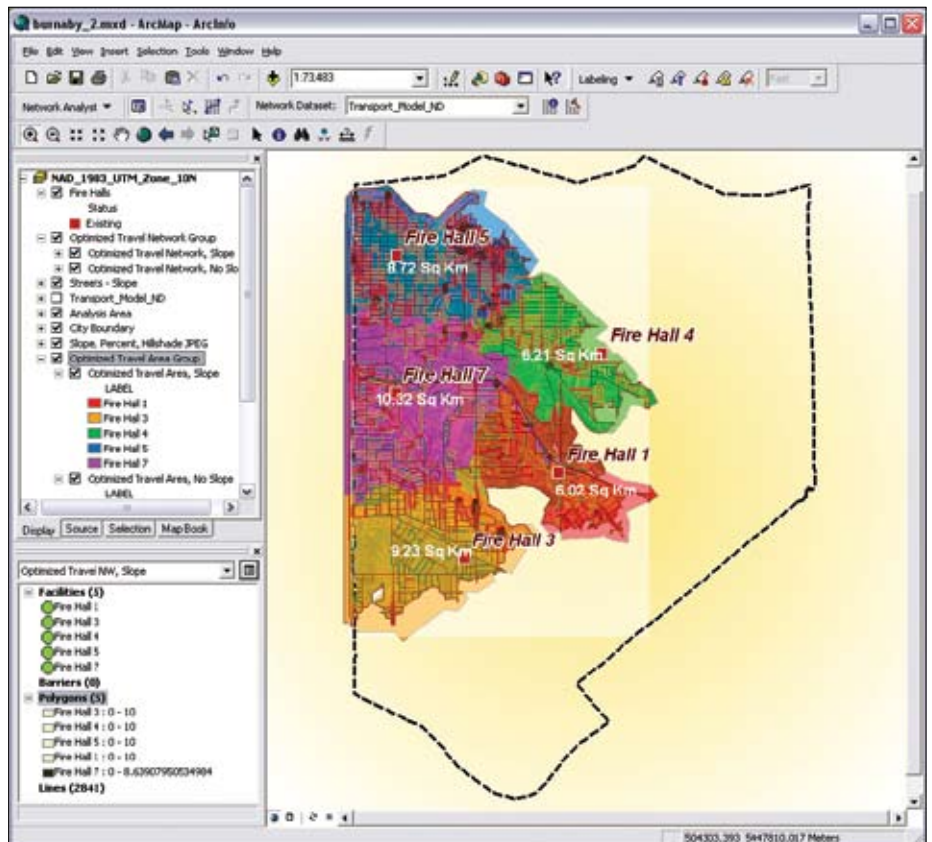 burnaby_2.mxd - ArcMap - ArcInfo
File Edit View Insert Selection Tools Window Help
1:73,483
Labeling
Fast
Network Analyst
Network Dataset: Transport_Model_ND
NAD_1983_UTM_Zone_10N
Fire Halls
Status
Existing
Optimized Travel Network Group
Optimized Travel Network, Slope
Optimized Travel Network, No Slo
Streets - Slope
Transport_Model_ND
Analysis Area
City Boundary
Slope, Percent, Hillshade JPEG
Optimized Travel Area Group
Optimized Travel Area, Slope
LABEL
Fire Hall 1
Fire Hall 3
Fire Hall 4
Fire Hall 5
Fire Hall 7
Optimized Travel Area, No Slope
LABEL
Display Source Selection Map Book
Optimized Travel NW, Slope
Facilities (5)
Fire Hall 1
Fire Hall 3
Fire Hall 4
Fire Hall 5
Fire Hall 7
Barriers (0)
Polygons (5)
Fire Hall 3 : 0 - 10
Fire Hall 4 : 0 - 10
Fire Hall 5 : 0 - 10
Fire Hall 1 : 0 - 10
Fire Hall 7 : 0 - 8.63907950534984
Lines (2841)
Fire Hall 5
8.72 Sq Km
Fire Hall 4
6.21 Sq Km
Fire Hall 7
10.32 Sq Km
Fire Hall 1
6.02 Sq Km
Fire Hall 3
9.23 Sq Km
504303.393 5447810.017 Meters